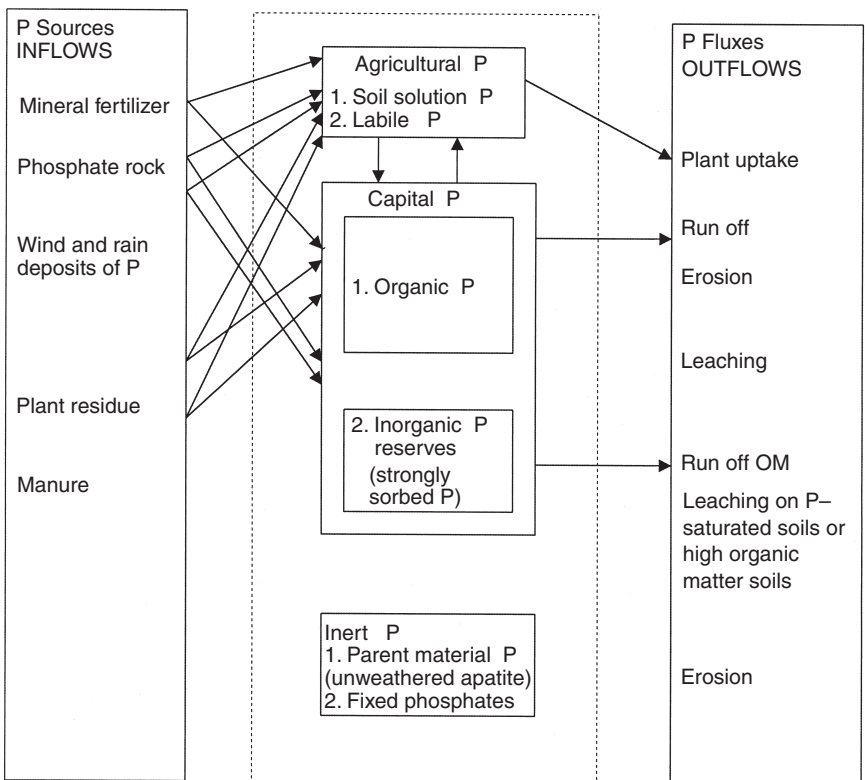 P Sources
INFLOWS
Mineral fertilizer
Phosphate rock
Wind and rain
deposits of P
Plant residue
Manure
Agricultural P
1. Soil solution P
2. Labile P
Capital P
1. Organic P
2. Inorganic P
reserves
(strongly
sorbed P)
Inert P
1. Parent material P
(unweathered apatite)
2. Fixed phosphates
P Fluxes
OUTFLOWS
Plant uptake
Run off
Erosion
Leaching
Run off OM
Leaching on P–
saturated soils or
high organic
matter soils
Erosion